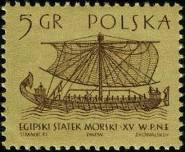 5 GR POLSKA
EGIPSKI STATEK MORSKI · XV W.P.N.E